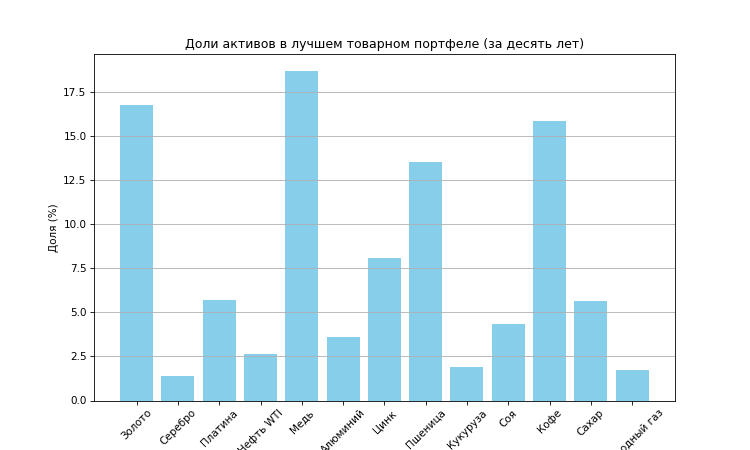 Доли активов в лучшем товарном портфеле (за десять лет)
Доля (%)
17.5
15.0
12.5
10.0
7.5
5.0
2.5
0.0
Золото
Серебро
Платина
Нефть WTI
Медь
Алюминий
Цинк
Пшеница
Кукуруза
Соя
Кофе
Сахар
одный газ